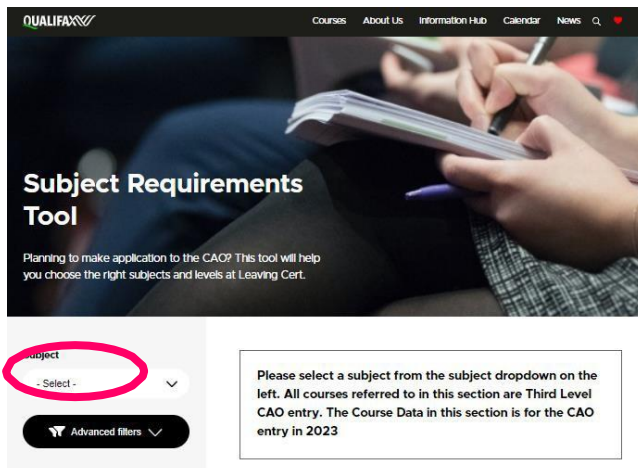 QUALIFAX
Courses About Us Information Hub Calendar News
Subject Requirements
Tool
Planning to make application to the CAO? This tool will help
you choose the right subjects and levels at Leaving Cert.
Subject
- Select -
Advanced filters
Please select a subject from the subject dropdown on the
left. All courses referred to in this section are Third Level
CAO entry. The Course Data in this section is for the CAO
entry in 2023